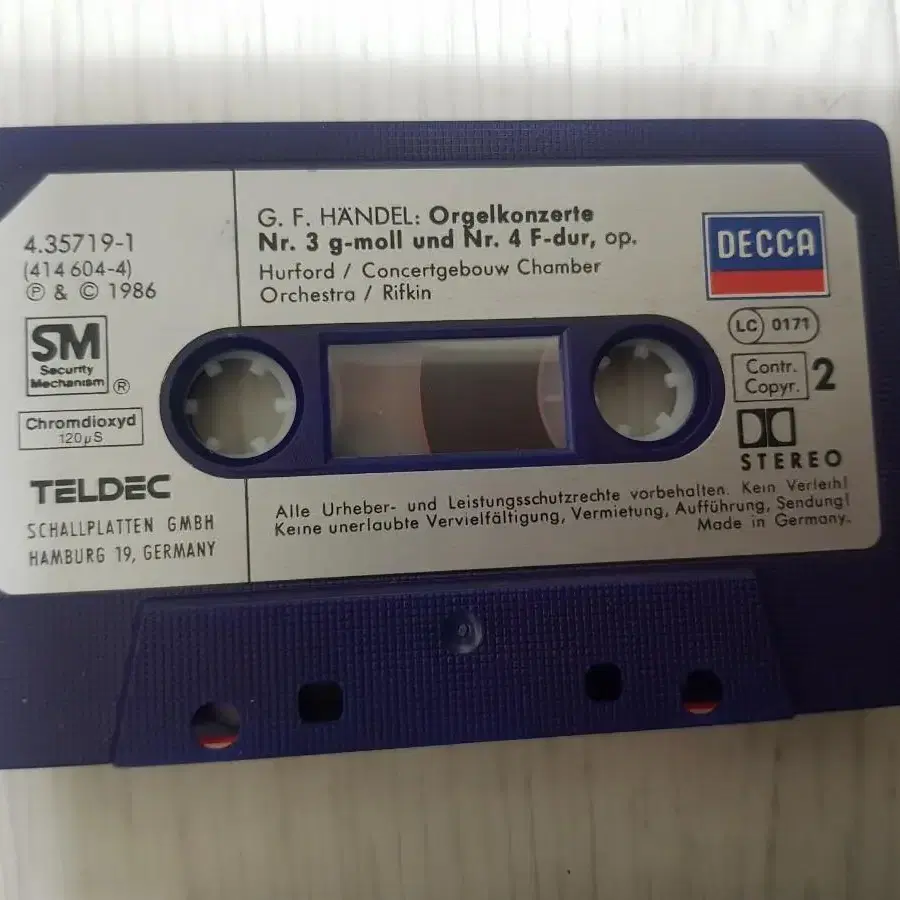 4.35719-1
(414 604-4)
℗ & © 1986
SM
Security
Mechanism ®
Chromdioxyd
120µS
TELDEC
SCHALLPLATTEN GMBH
HAMBURG 19, GERMANY
G. F. HÄNDEL: Orgelkonzerte
Nr. 3 g-moll und Nr. 4 F-dur, op.
Hurford / Concertgebouw Chamber
Orchestra / Rifkin
DECCA
LC 0171
Contr.
Copyr. 2
STEREO
Alle Urheber- und Leistungsschutzrechte vorbehalten. Kein Verleih!
Keine unerlaubte Vervielfältigung, Vermietung, Aufführung, Sendung!
Made in Germany.